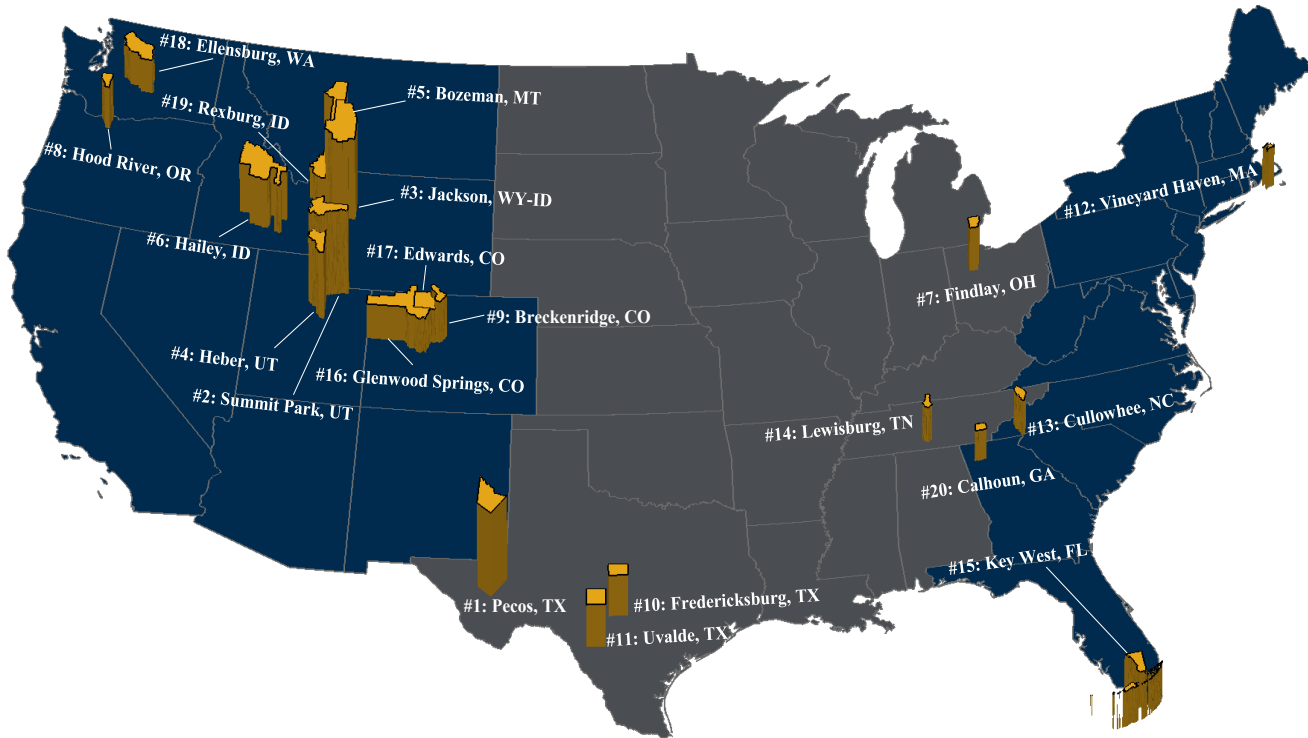 #18: Ellensburg, WA
#5: Bozeman, MT
#19: Rexburg, ID
#8: Hood River, OR
#12: Vineyard Haven, MA
#3: Jackson, WY-ID
#6: Hailey, ID
#17: Edwards, CO
#7: Findlay, OH
#9: Breckenridge, CO
#4: Heber, UT
#16: Glenwood Springs, CO
#2: Summit Park, UT
#14: Lewisburg, TN
#13: Cullowhee, NC
#20: Calhoun, GA
#15: Key West, FL
#1: Pecos, TX
#10: Fredericksburg, TX
#11: Uvalde, TX